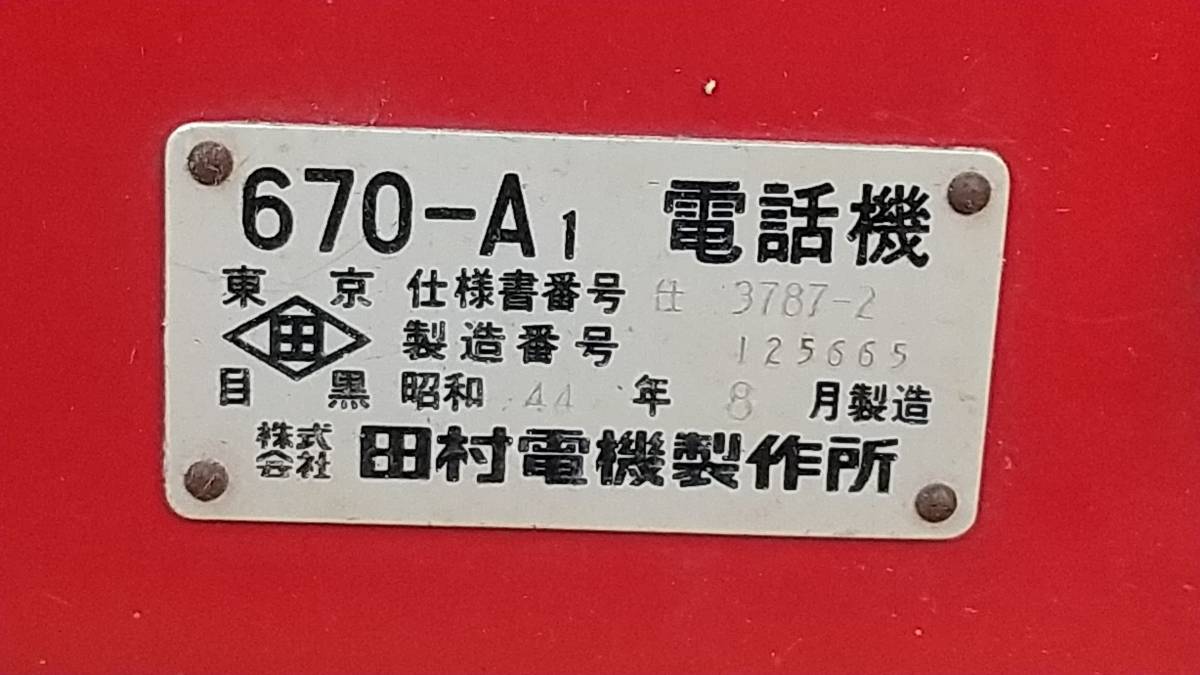 670-A1 電話機
東京 仕様書番号 仕 3787-2
田 製造番号 125665
目黒 昭和 44 年 8 月製造
株式会社 田村電機製作所